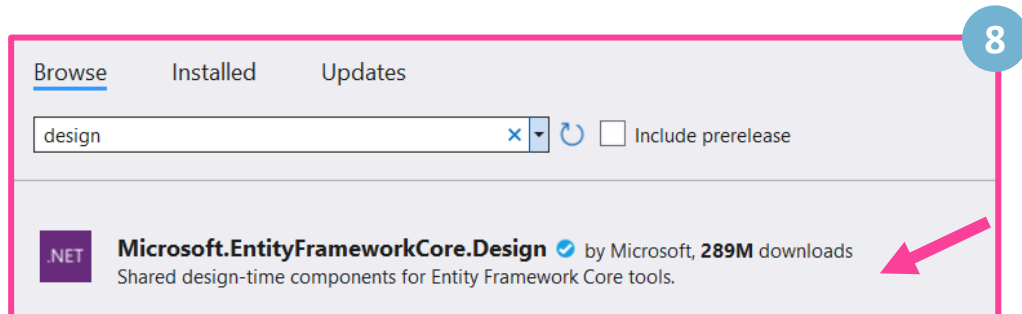 8
Browse Installed Updates
design
Include prerelease
.NET Microsoft.EntityFrameworkCore.Design by Microsoft, 289M downloads
Shared design-time components for Entity Framework Core tools.